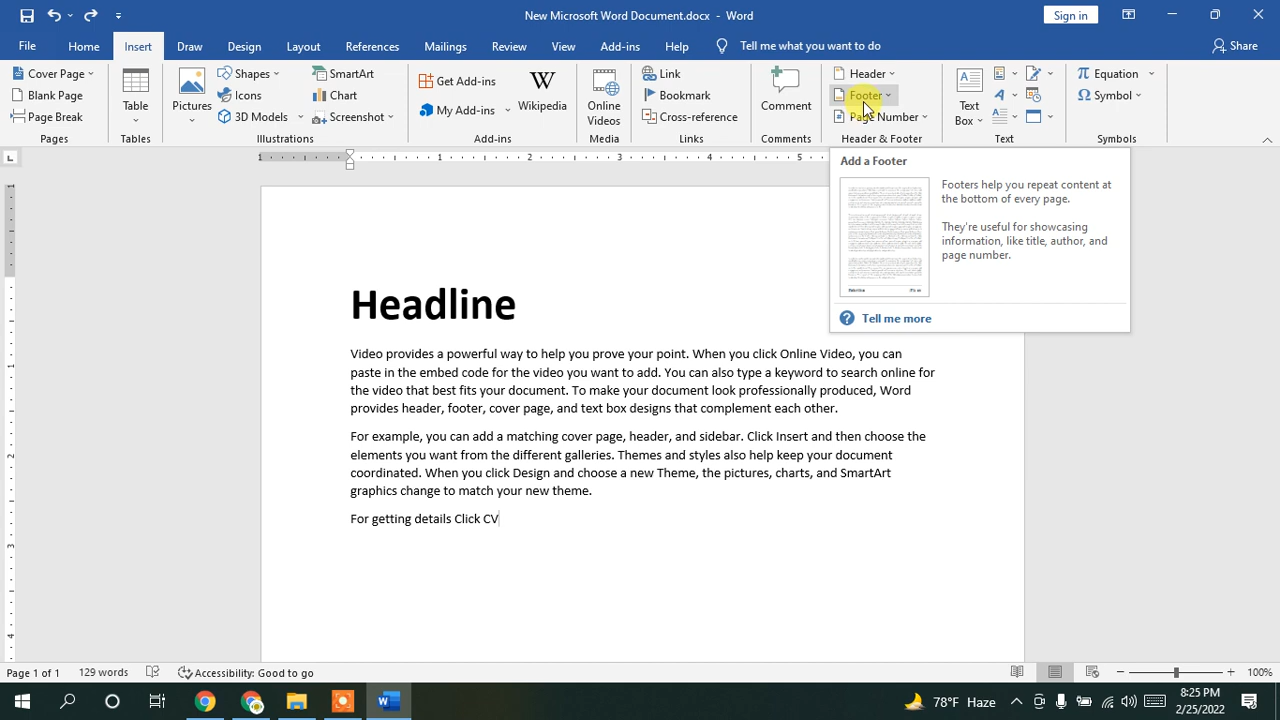 New Microsoft Word Document.docx - Word
Sign in
File Home Insert Draw Design Layout References Mailings Review View Add-ins Help Tell me what you want to do Share
Cover Page
Blank Page
Page Break
Pages
Table
Tables
Pictures
Shapes
Icons
3D Models
SmartArt
Chart
Screenshot
Illustrations
Get Add-ins
My Add-ins
Wikipedia
Add-ins
Online
Videos
Media
Link
Bookmark
Cross-reference
Links
Comment
Comments
Header
Footer
Page Number
Header & Footer
Text
Box
Text
Equation
Symbol
Symbols
1 1 2 3 4 5
Add a Footer
Footers help you repeat content at
the bottom of every page.
They're useful for showcasing
information, like title, author, and
page number.
Tell me more
Headline
Video provides a powerful way to help you prove your point. When you click Online Video, you can
paste in the embed code for the video you want to add. You can also type a keyword to search online for
the video that best fits your document. To make your document look professionally produced, Word
provides header, footer, cover page, and text box designs that complement each other.
For example, you can add a matching cover page, header, and sidebar. Click Insert and then choose the
elements you want from the different galleries. Themes and styles also help keep your document
coordinated. When you click Design and choose a new Theme, the pictures, charts, and SmartArt
graphics change to match your new theme.
For getting details Click CV
1
1
2
3
4
Page 1 of 1 129 words Accessibility: Good to go 100%
78°F Haze
8:25 PM
2/25/2022